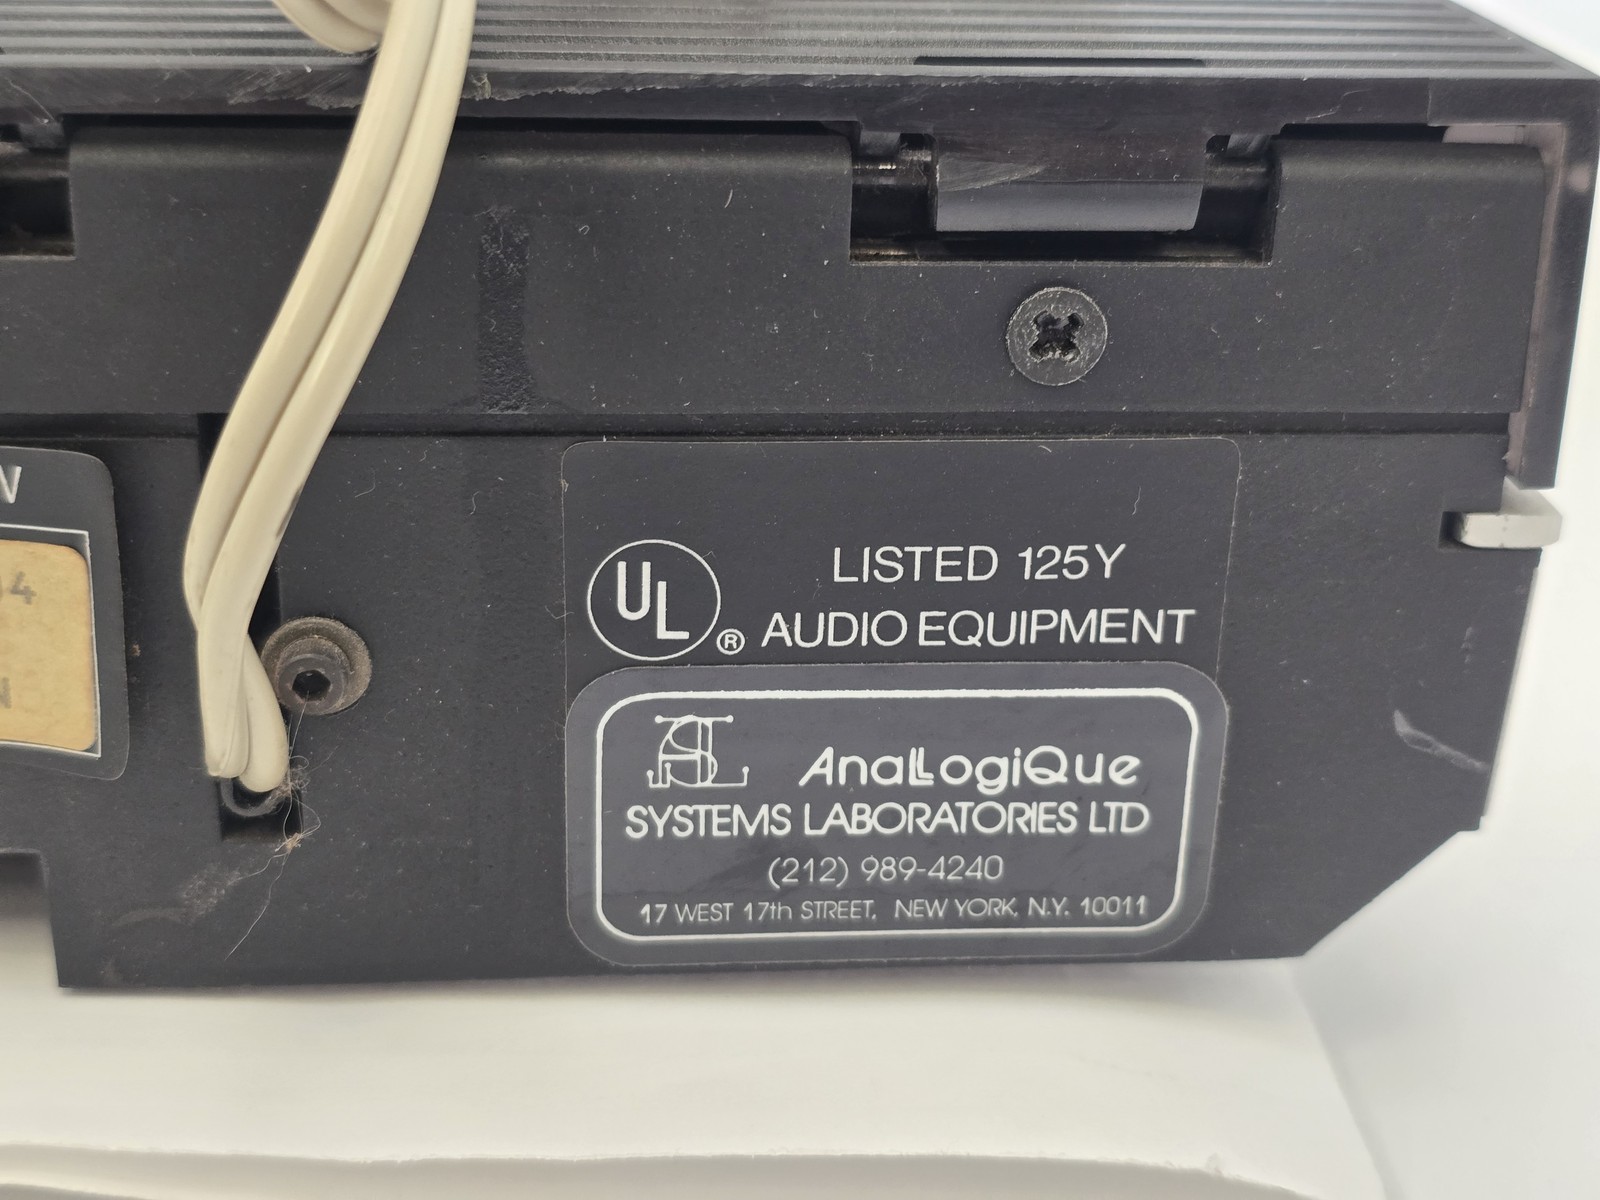 UL
®
LISTED 125Y
AUDIO EQUIPMENT
ASL
AnaLLogiQue
SYSTEMS LABORATORIES LTD
(212) 989-4240
17 WEST 17th STREET, NEW YORK, N.Y. 10011